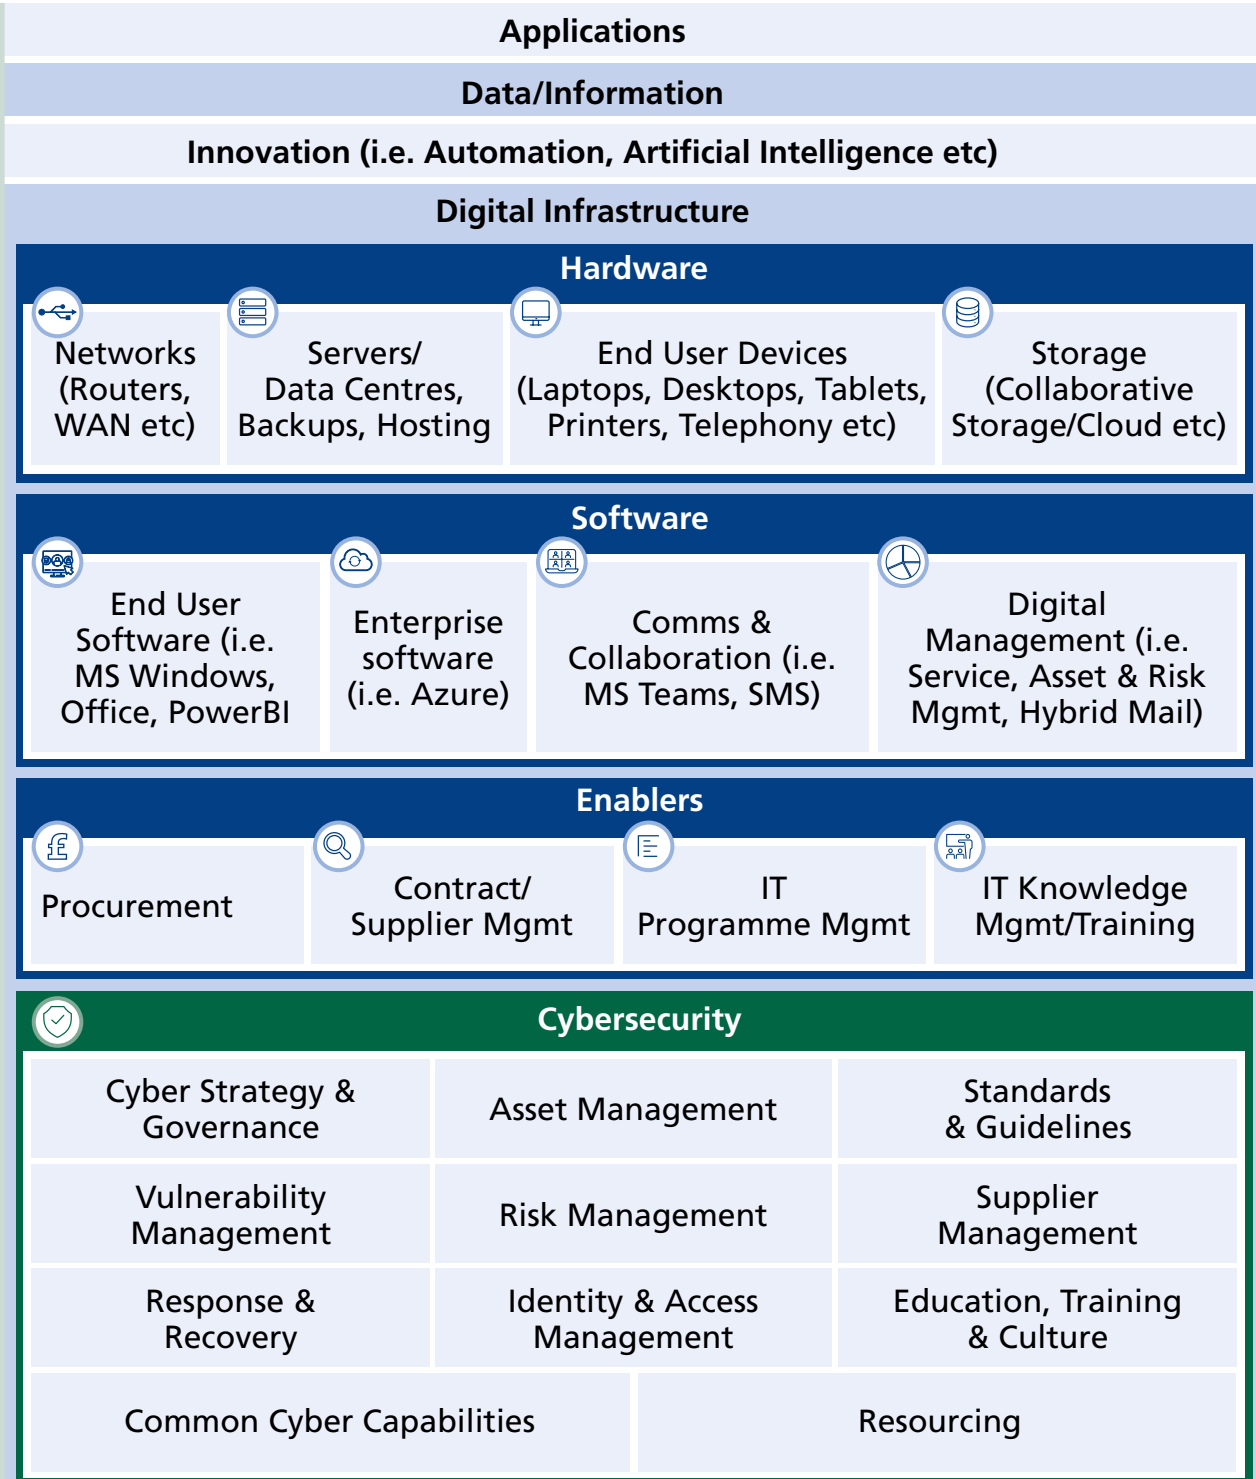 Applications
Data/Information
Innovation (i.e. Automation, Artificial Intelligence etc)
Digital Infrastructure
Hardware
Networks
(Routers,
WAN etc)
Servers/
Data Centres,
Backups, Hosting
End User Devices
(Laptops, Desktops, Tablets,
Printers, Telephony etc)
Storage
(Collaborative
Storage/Cloud etc)
Software
End User
Software (i.e.
MS Windows,
Office, PowerBI
Enterprise
software
(i.e. Azure)
Comms &
Collaboration (i.e.
MS Teams, SMS)
Digital
Management (i.e.
Service, Asset & Risk
Mgmt, Hybrid Mail)
Enablers
£
Procurement
Contract/
Supplier Mgmt
IT
Programme Mgmt
IT Knowledge
Mgmt/Training
Cybersecurity
Cyber Strategy &
Governance
Asset Management
Standards
& Guidelines
Vulnerability
Management
Risk Management
Supplier
Management
Response &
Recovery
Identity & Access
Management
Education, Training
& Culture
Common Cyber Capabilities
Resourcing